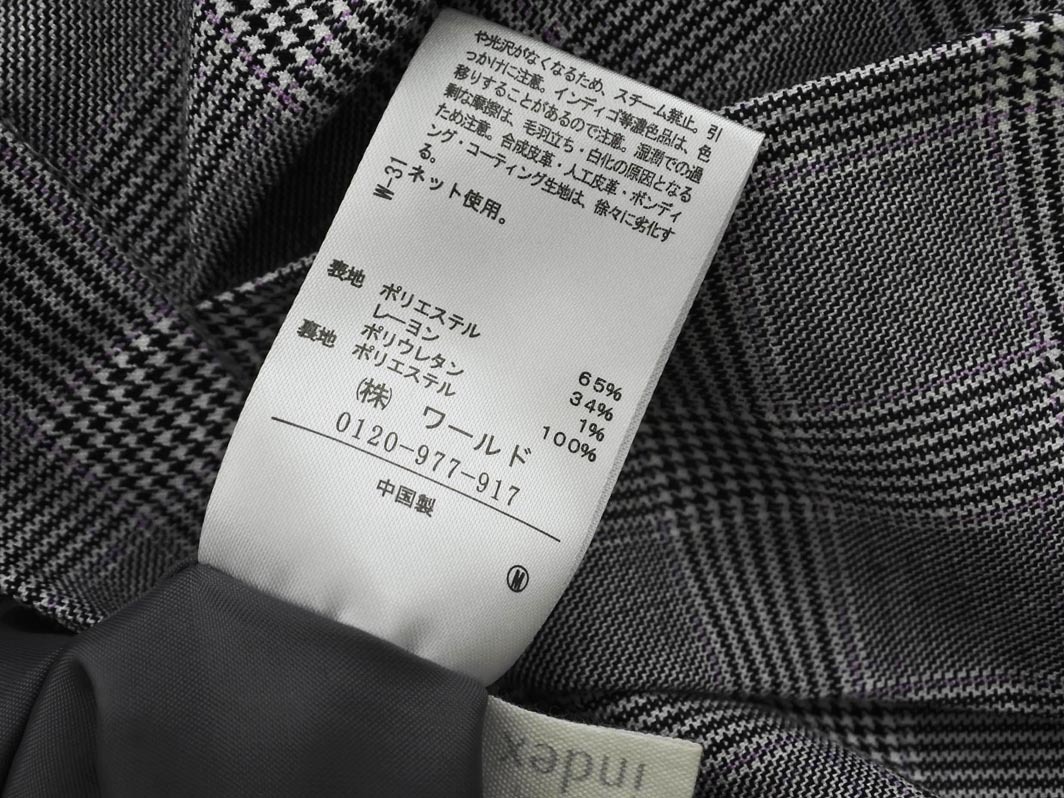 や光沢がなくなるため、スチーム禁止。引
っかけに注意。インディゴ等濃色品は、色
移りすることがあるので注意。湿潤での過
剰な摩擦は、毛羽立ち・白化の原因となる
ため注意。合成皮革・人工皮革・ボンディ
ング・コーティング生地は、徐々に劣化す
る。
W-31
ネット使用。
表地 ポリエステル 65%
レーヨン 34%
ポリウレタン 1%
裏地 ポリエステル 100%
(株) ワールド
0120-977-917
中国製
M
index